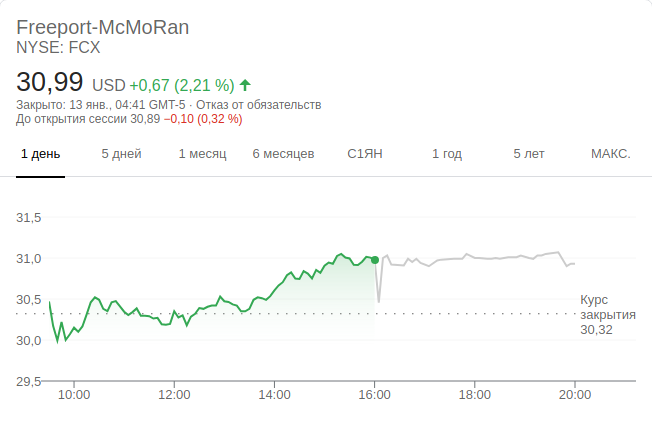 Freeport-McMoRan
NYSE: FCX
30,99 USD +0,67 (2,21 %)
Закрыто: 13 янв., 04:41 GMT-5 · Отказ от обязательств
До открытия сессии 30,89 −0,10 (0,32 %)
1 день 5 дней 1 месяц 6 месяцев С1ЯН 1 год 5 лет МАКС.
31,5
31,0
30,5
30,0
29,5
Курс
закрытия
30,32
10:00 12:00 14:00 16:00 18:00 20:00